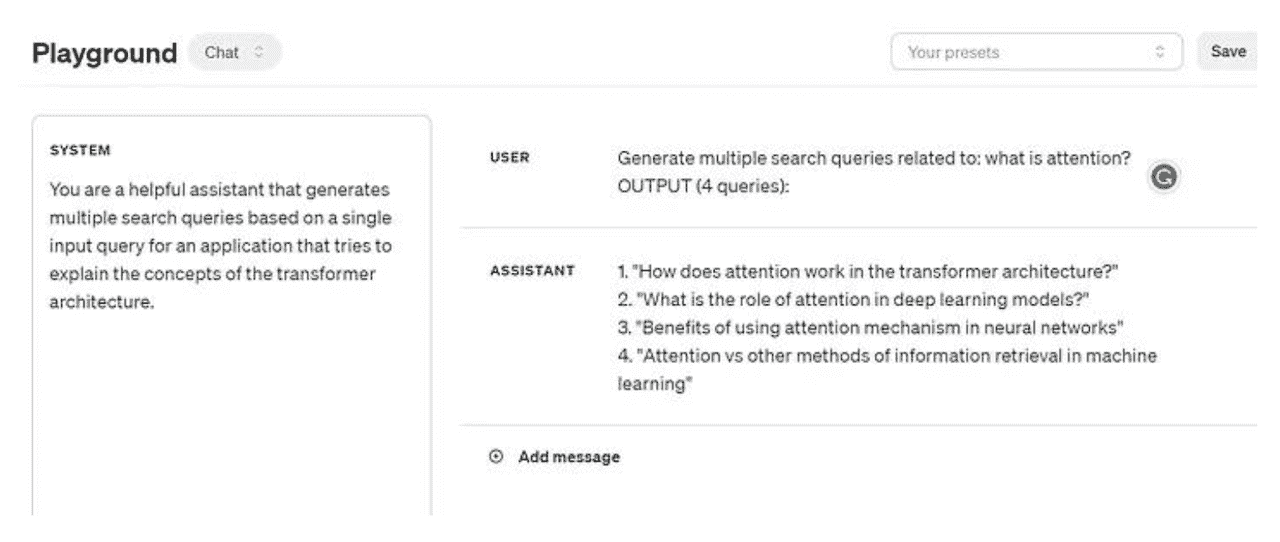 Playground
Chat
Your presets
Save
SYSTEM
You are a helpful assistant that generates
multiple search queries based on a single
input query for an application that tries to
explain the concepts of the transformer
architecture.
USER
Generate multiple search queries related to: what is attention?
OUTPUT (4 queries):
ASSISTANT
1. "How does attention work in the transformer architecture?"
2. "What is the role of attention in deep learning models?"
3. "Benefits of using attention mechanism in neural networks"
4. "Attention vs other methods of information retrieval in machine
learning"
Add message